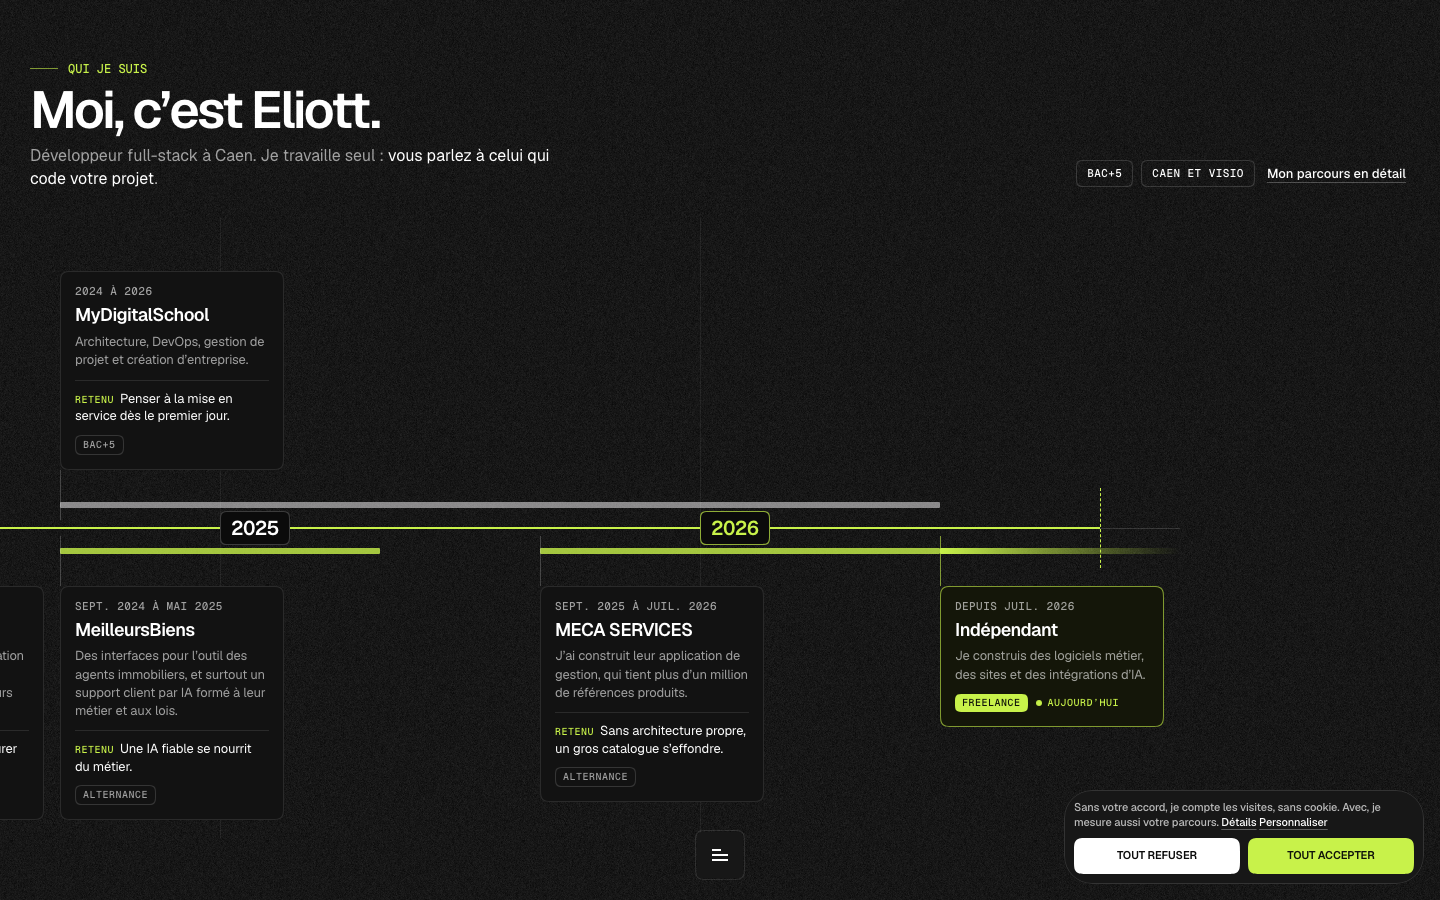 QUI JE SUIS
Moi, c’est Eliott.
Développeur full-stack à Caen. Je travaille seul : vous parlez à celui qui
code votre projet.
BAC+5
CAEN ET VISIO
Mon parcours en détail
2024 À 2026
MyDigitalSchool
Architecture, DevOps, gestion de
projet et création d’entreprise.
RETENU Penser à la mise en
service dès le premier jour.
BAC+5
2025
2026
SEPT. 2024 À MAI 2025
MeilleursBiens
Des interfaces pour l’outil des
agents immobiliers, et surtout un
support client par IA formé à leur
métier et aux lois.
RETENU Une IA fiable se nourrit
du métier.
ALTERNANCE
SEPT. 2025 À JUIL. 2026
MECA SERVICES
J’ai construit leur application de
gestion, qui tient plus d’un million
de références produits.
RETENU Sans architecture propre,
un gros catalogue s’effondre.
ALTERNANCE
DEPUIS JUIL. 2026
Indépendant
Je construis des logiciels métier,
des sites et des intégrations d’IA.
FREELANCE
AUJOURD’HUI
Sans votre accord, je compte les visites, sans cookie. Avec, je
mesure aussi votre parcours. Détails Personnaliser
TOUT REFUSER
TOUT ACCEPTER